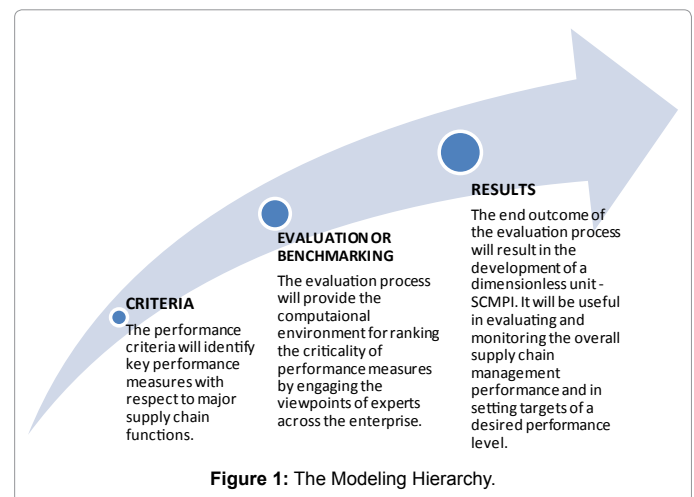 CRITERIA
The performance
criteria will identify
key performance
measures with
respect to major
supply chain
functions.
EVALUATION OR
BENCHMARKING
The evaluation process
will provide the
computaional
environment for ranking
the criticality of
performance measures
by engaging the
viewpoints of experts
across the enterprise.
RESULTS
The end outcome of
the evaluation process
will result in the
development of a
dimensionless unit -
SCMPI. It will be useful
in evaluating and
monitoring the overall
supply chain
management
performance and in
setting targets of a
desired performance
level.
Figure 1: The Modeling Hierarchy.